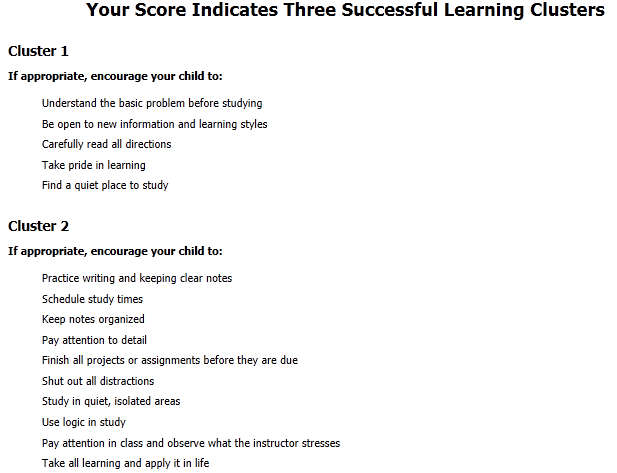 Your Score Indicates Three Successful Learning Clusters
Cluster 1
If appropriate, encourage your child to:
Understand the basic problem before studying
Be open to new information and learning styles
Carefully read all directions
Take pride in learning
Find a quiet place to study
Cluster 2
If appropriate, encourage your child to:
Practice writing and keeping clear notes
Schedule study times
Keep notes organized
Pay attention to detail
Finish all projects or assignments before they are due
Shut out all distractions
Study in quiet, isolated areas
Use logic in study
Pay attention in class and observe what the instructor stresses
Take all learning and apply it in life